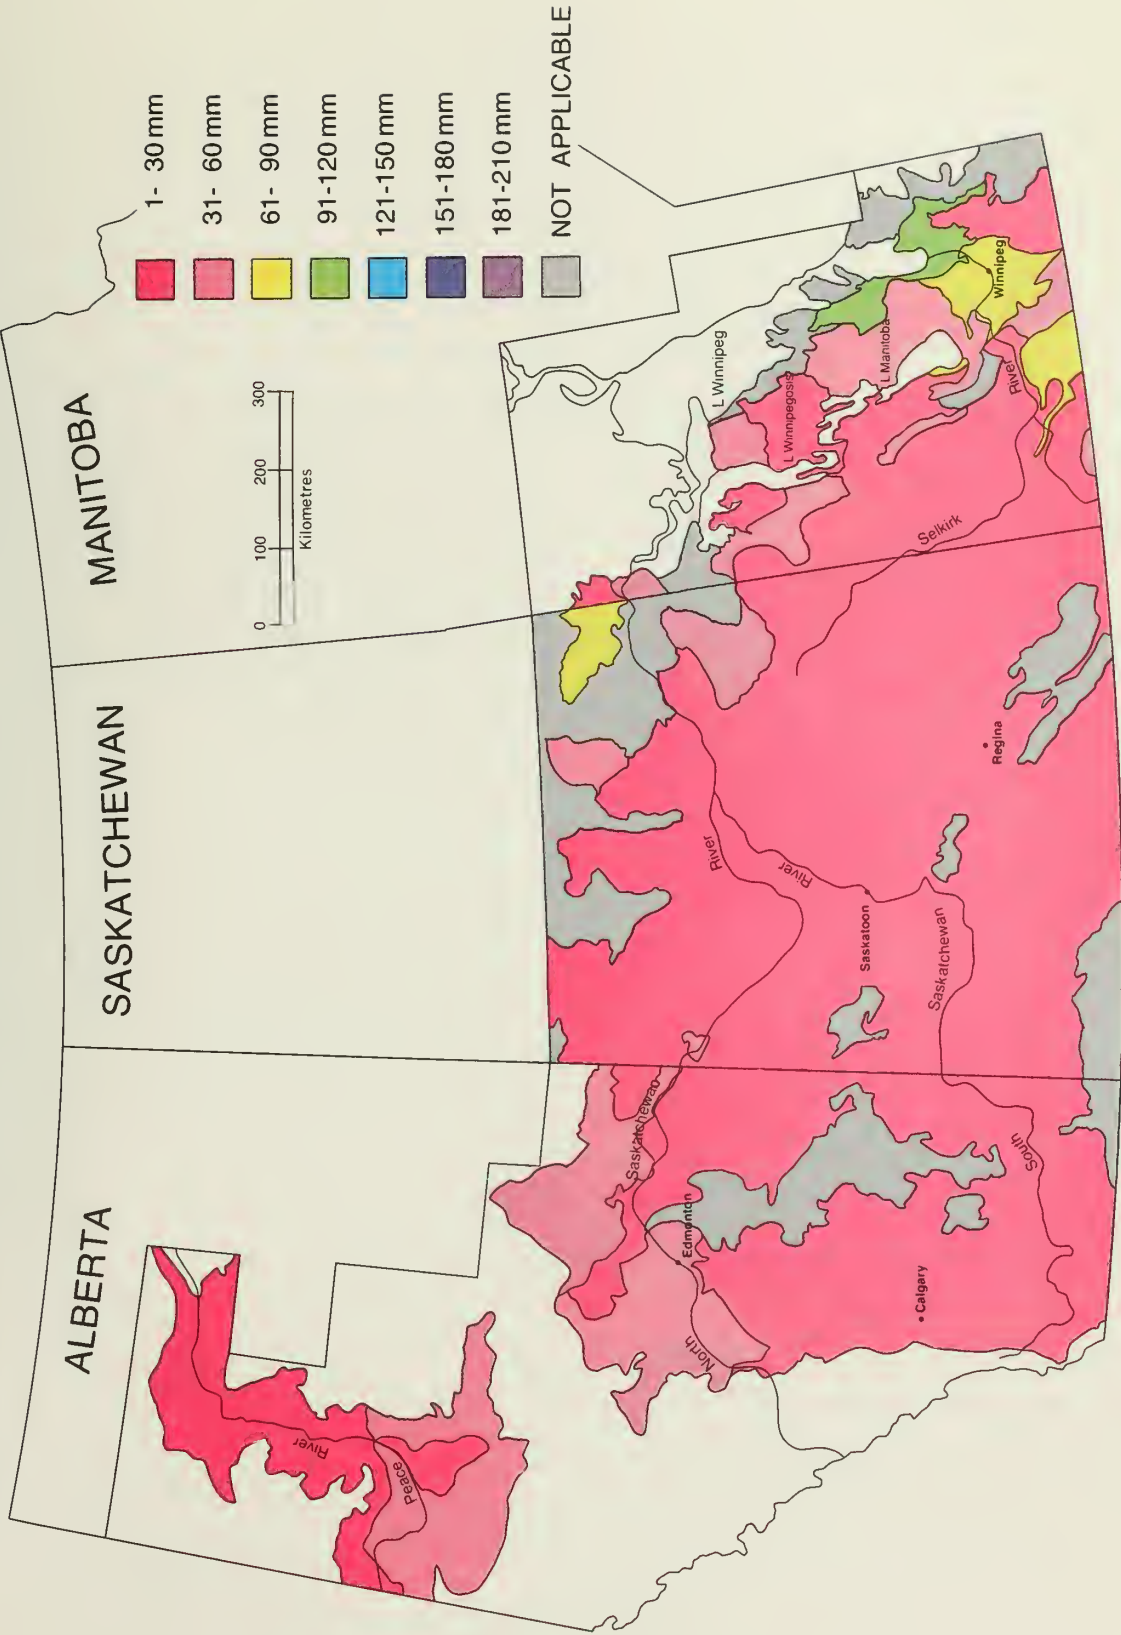 ALBERTA
SASKATCHEWAN
MANITOBA
0 100 200 300
Kilometres
1- 30 mm
31- 60 mm
61- 90 mm
91-120 mm
121-150 mm
151-180 mm
181-210 mm
NOT APPLICABLE
River
Peace
North
Saskatchewan
River
Edmonton
Calgary
South
Saskatchewan
River
Saskatoon
Regina
Selkirk
River
L Winnipeg
L Winnipegosis
L Manitoba
Winnipeg